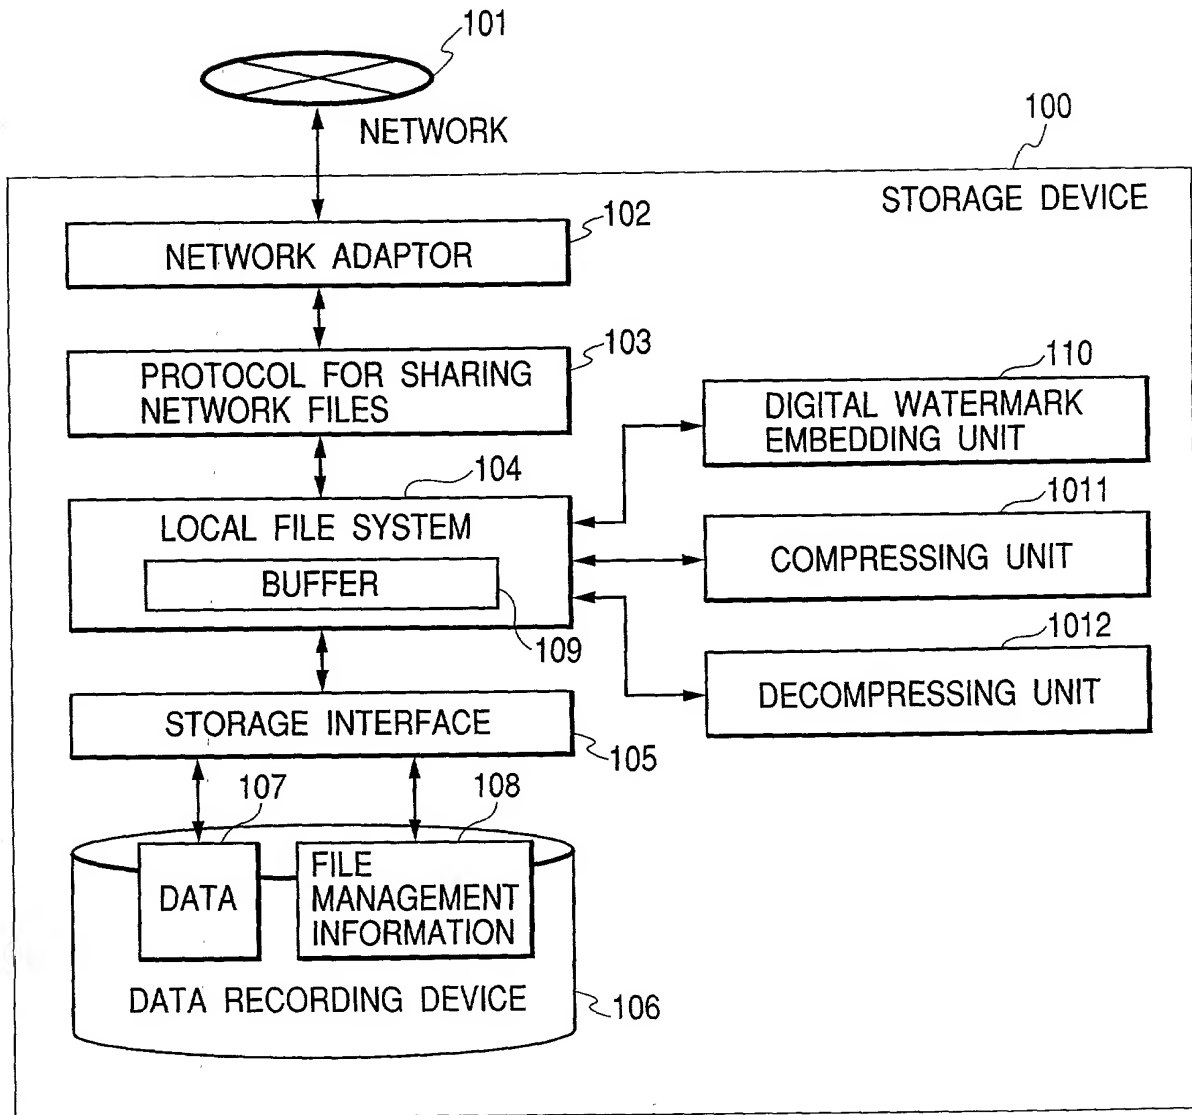 101
NETWORK
100
STORAGE DEVICE
102
NETWORK ADAPTOR
103
PROTOCOL FOR SHARING
NETWORK FILES
110
DIGITAL WATERMARK
EMBEDDING UNIT
104
LOCAL FILE SYSTEM
BUFFER
109
1011
COMPRESSING UNIT
1012
DECOMPRESSING UNIT
STORAGE INTERFACE
105
107
108
DATA
FILE
MANAGEMENT
INFORMATION
DATA RECORDING DEVICE
106